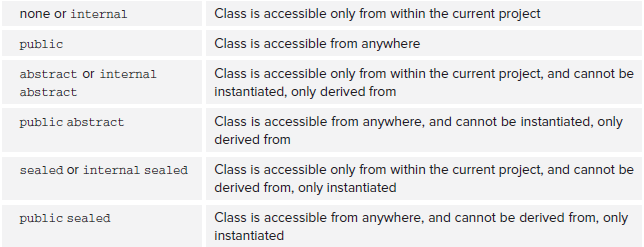 none or internal Class is accessible only from within the current project
public Class is accessible from anywhere
abstract or internal Class is accessible only from within the current project, and cannot be
abstract instantiated, only derived from
public abstract Class is accessible from anywhere, and cannot be instantiated, only
derived from
sealed or internal sealed Class is accessible only from within the current project, and cannot be
derived from, only instantiated
public sealed Class is accessible from anywhere, and cannot be derived from, only
instantiated